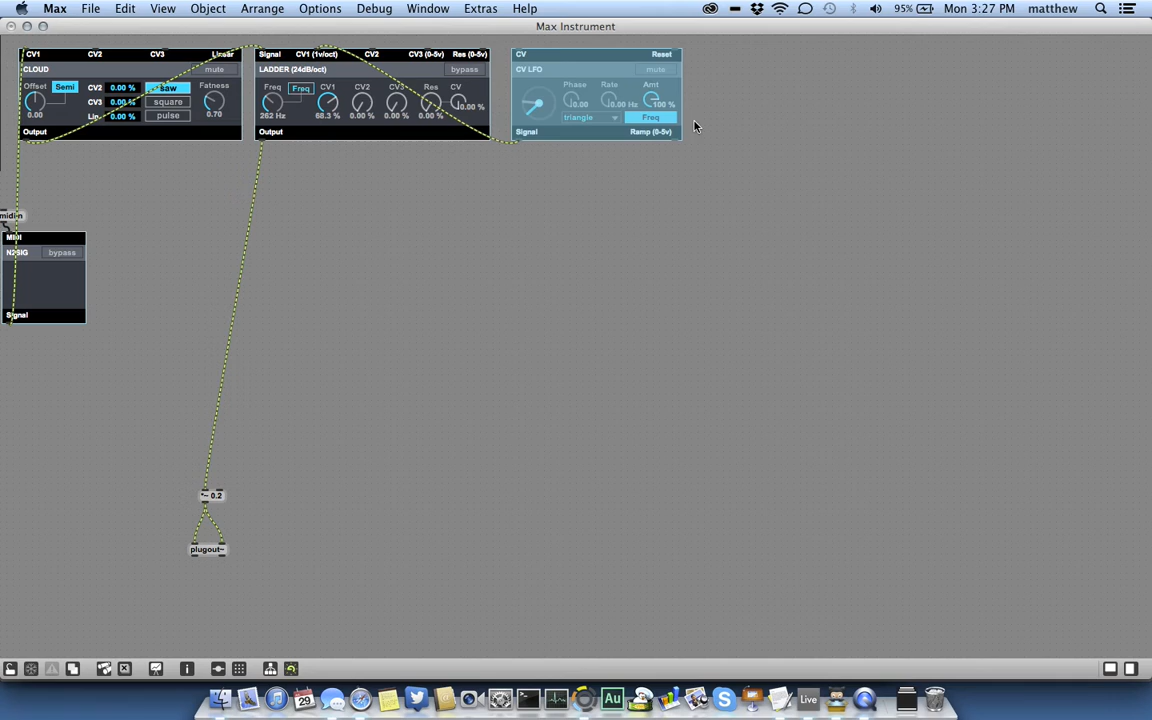 Max File Edit View Object Arrange Options Debug Window Extras Help 95% Mon 3:27 PM matthew
Max Instrument
CV1 CV2 CV3 Linear
CLOUD mute
Offset Semi CV2 0.00 % saw Fatness
CV3 0.00 % square
0.00 Lin 0.00 % pulse 0.70
Output
Signal CV1 (1v/oct) CV2 CV3 (0-5v) Res (0-5v)
LADDER (24dB/oct) bypass
Freq Freq CV1 CV2 CV3 Res CV
0.00 %
262 Hz 68.3 % 0.00 % 0.00 % 0.00 %
Output
CV Reset
CV LFO mute
Phase Rate Amt
0.00 0.00 Hz 100 %
triangle Freq
Signal Ramp (0-5v)
midi-n
MIDI
N2SIG bypass
Signal
*~ 0.2
plugout~
29 Au Live